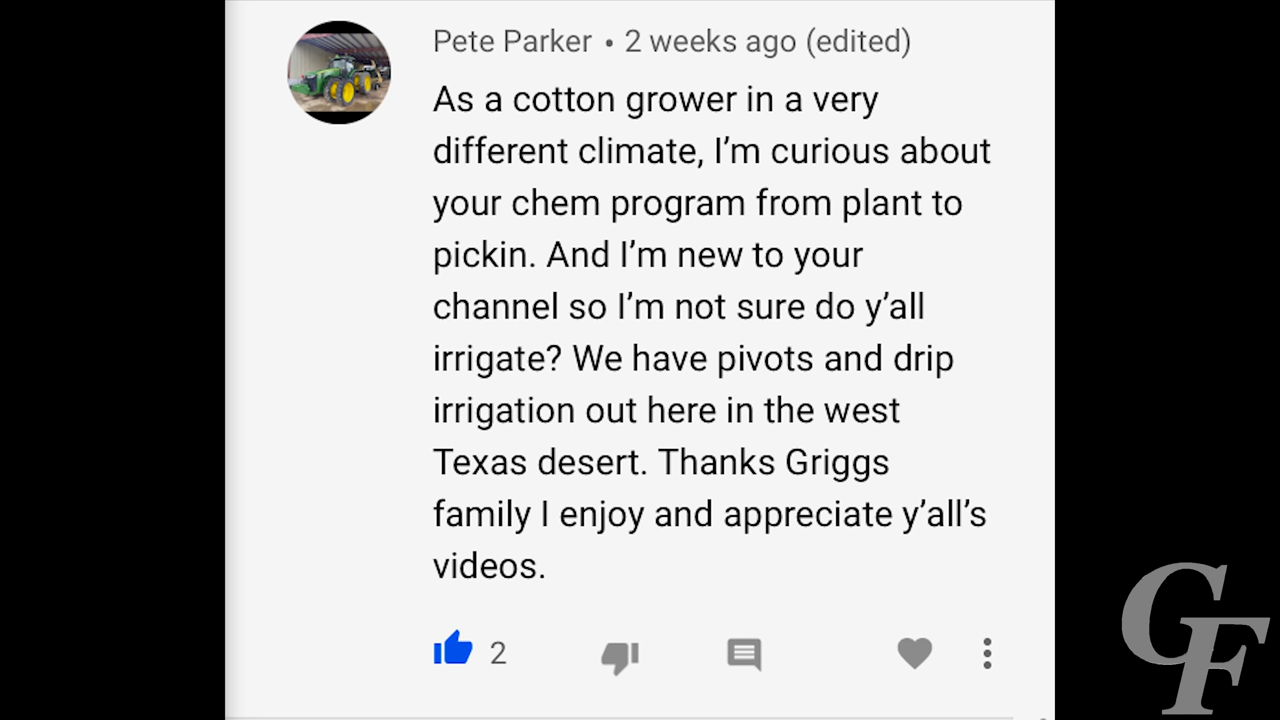 Pete Parker • 2 weeks ago (edited)
As a cotton grower in a very
different climate, I’m curious about
your chem program from plant to
pickin. And I’m new to your
channel so I’m not sure do y’all
irrigate? We have pivots and drip
irrigation out here in the west
Texas desert. Thanks Griggs
family I enjoy and appreciate y’all’s
videos.
2
GF